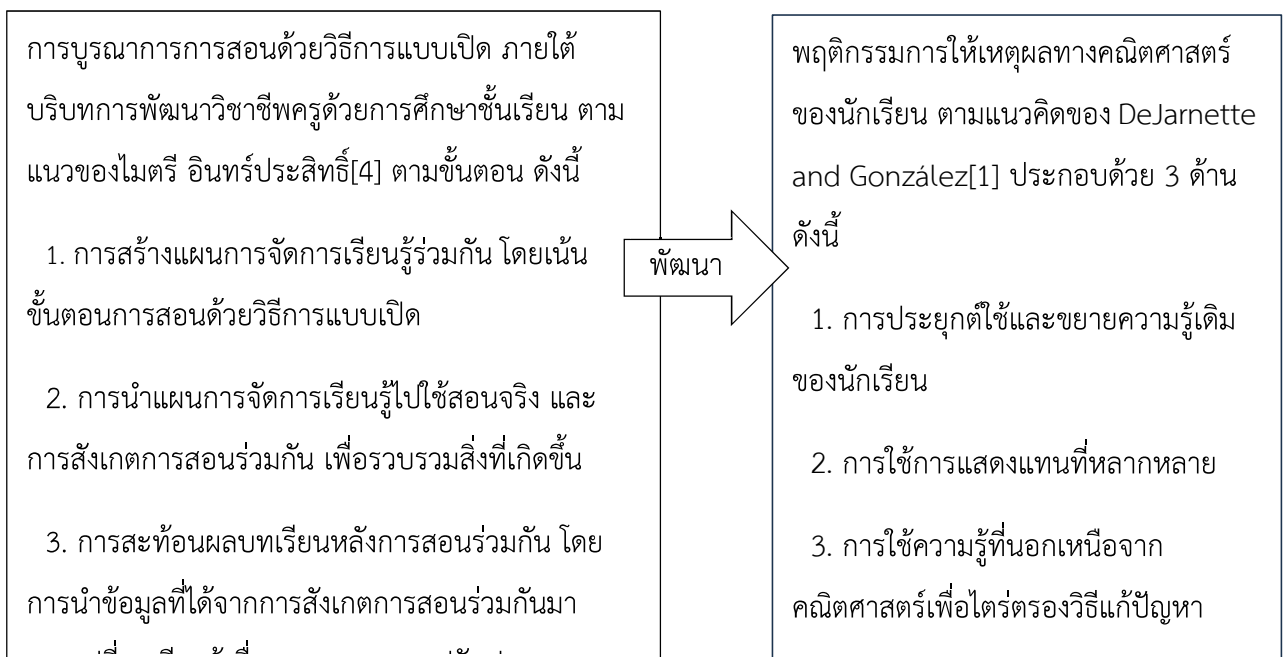 การบูรณาการการสอนด้วยวิธีการแบบเปิด ภายใต้
บริบทการพัฒนาวิชาชีพครูด้วยการศึกษาชั้นเรียน ตาม
แนวของไมตรี อินทร์ประสิทธิ์[4] ตามขั้นตอน ดังนี้
1. การสร้างแผนการจัดการเรียนรู้ร่วมกัน โดยเน้น
ขั้นตอนการสอนด้วยวิธีการแบบเปิด
2. การนำแผนการจัดการเรียนรู้ไปใช้สอนจริง และ
การสังเกตการสอนร่วมกัน เพื่อรวบรวมสิ่งที่เกิดขึ้น
3. การสะท้อนผลบทเรียนหลังการสอนร่วมกัน โดย
การนำข้อมูลที่ได้จากการสังเกตการสอนร่วมกันมา
พัฒนา
พฤติกรรมการให้เหตุผลทางคณิตศาสตร์
ของนักเรียน ตามแนวคิดของ DeJarnette
and González[1] ประกอบด้วย 3 ด้าน
ดังนี้
1. การประยุกต์ใช้และขยายความรู้เดิม
ของนักเรียน
2. การใช้การแสดงแทนที่หลากหลาย
3. การใช้ความรู้ที่นอกเหนือจาก
คณิตศาสตร์เพื่อไตร่ตรองวิธีแก้ปัญหา